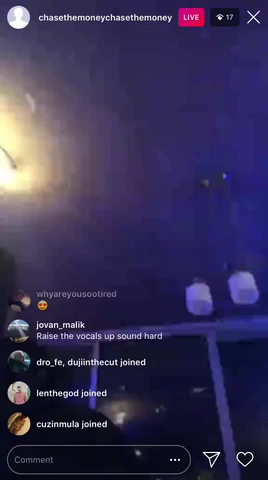 chasethemoneychasethemoney LIVE 17
whyareyousootired
😍
jovan_malik
Raise the vocals up sound hard
dro_fe, dujiinthecut joined
lenthegod joined
cuzinmula joined
Comment